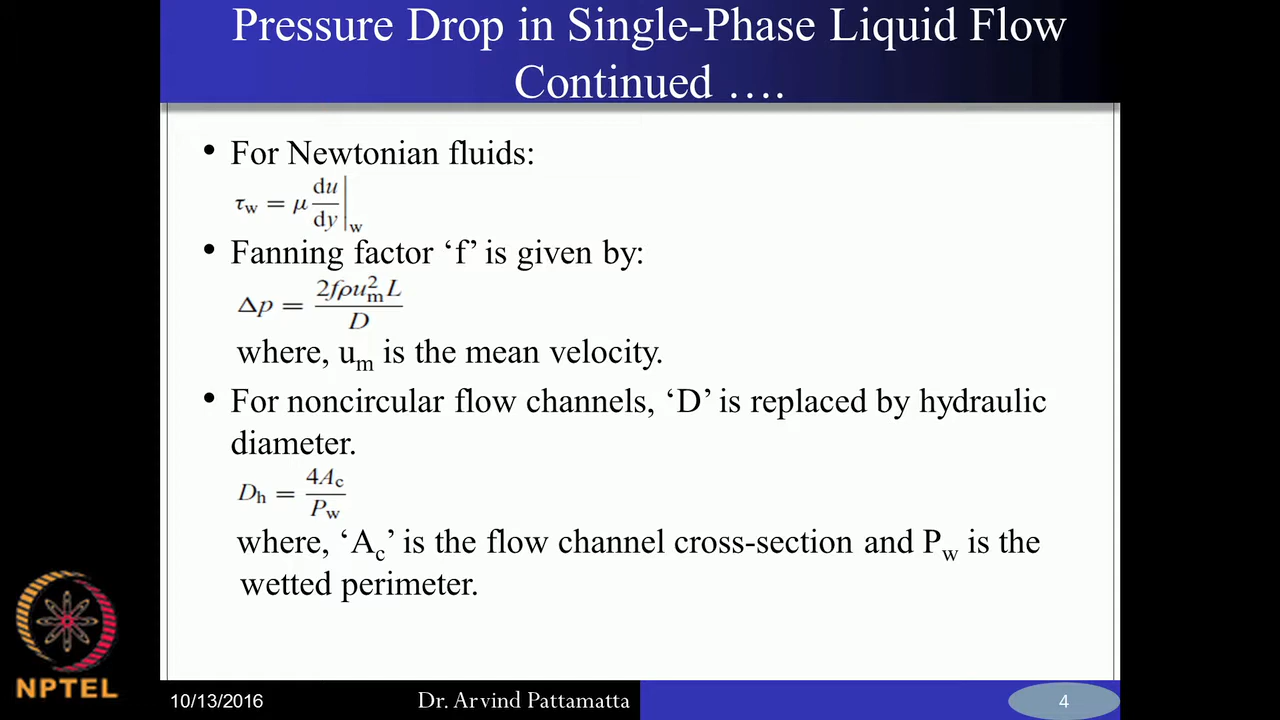 Pressure Drop in Single-Phase Liquid Flow
Continued ….
• For Newtonian fluids:
τw = μ du/dy |w
• Fanning factor ‘f’ is given by:
Δp = 2fρum²L / D
where, um is the mean velocity.
• For noncircular flow channels, ‘D’ is replaced by hydraulic
diameter.
Dh = 4Ac / Pw
where, ‘Ac’ is the flow channel cross-section and Pw is the
wetted perimeter.
NPTEL
10/13/2016
Dr. Arvind Pattamatta
4